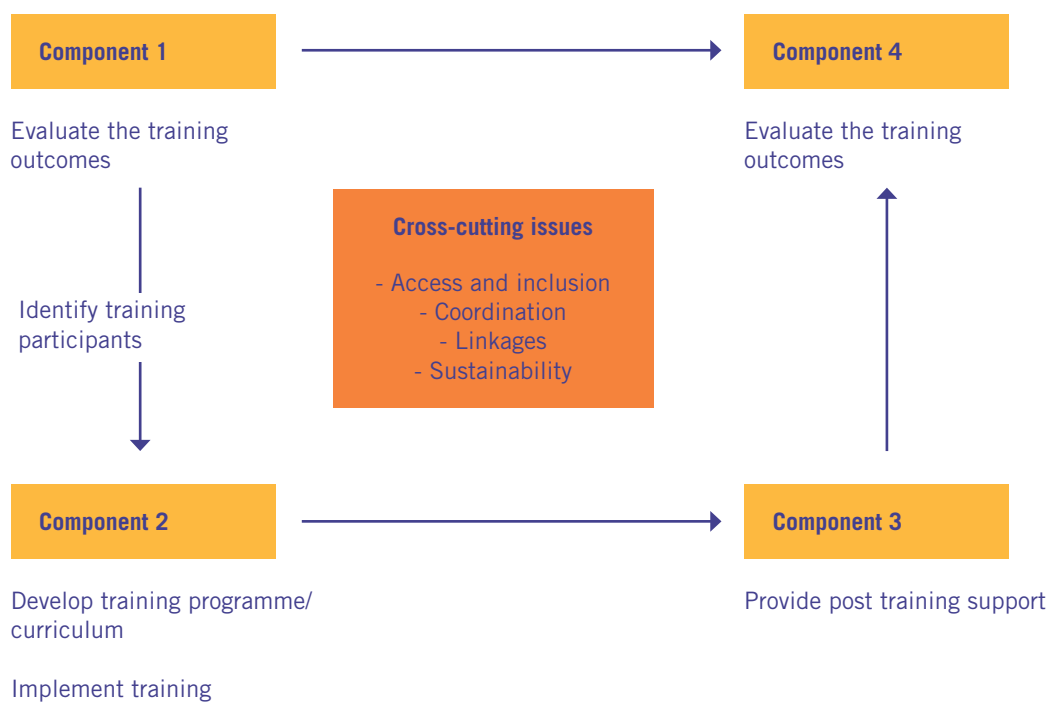 Component 1
Component 4
Evaluate the training
outcomes
Evaluate the training
outcomes
Cross-cutting issues
- Access and inclusion
- Coordination
- Linkages
- Sustainability
Identify training
participants
Component 2
Component 3
Develop training programme/
curriculum
Provide post training support
Implement training